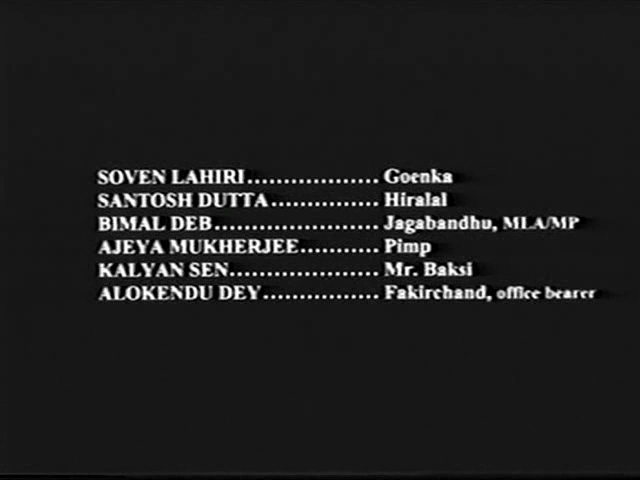 SOVEN LAHIRI.................. Goenka
SANTOSH DUTTA............... Hiralal
BIMAL DEB....................... Jagabandhu, MLA/MP
AJEYA MUKHERJEE........... Pimp
KALYAN SEN.................... Mr. Baksi
ALOKENDU DEY................ Fakirchand, office bearer